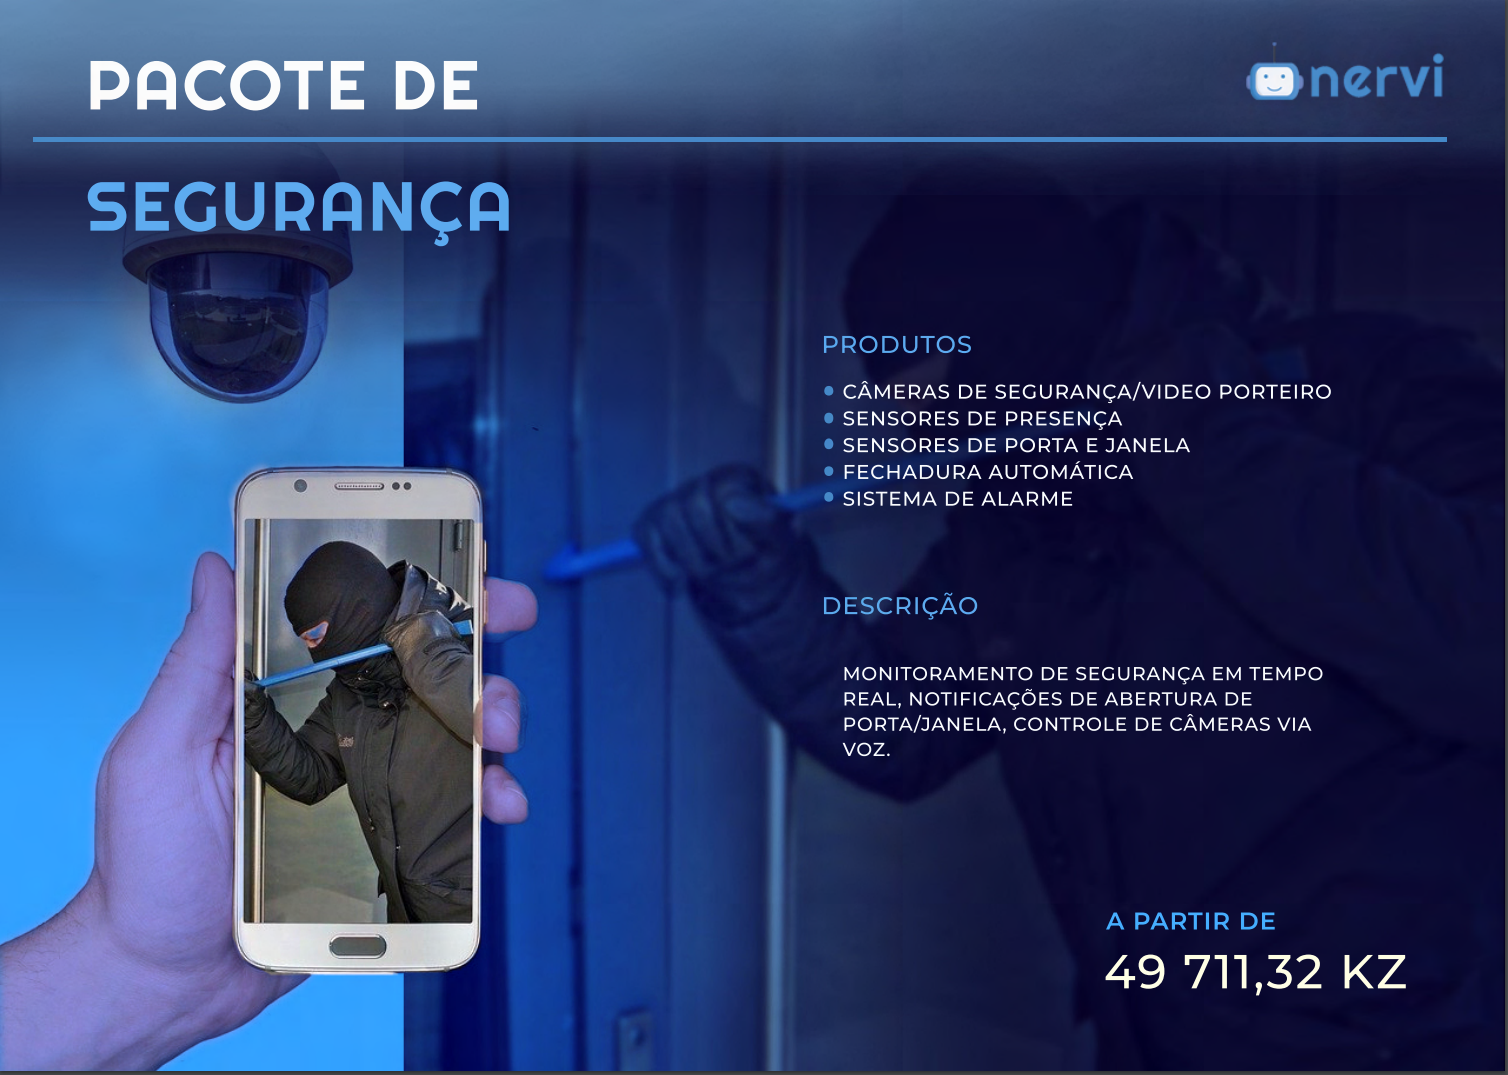 PACOTE DE
nervi
SEGURANÇA
PRODUTOS
CÂMERAS DE SEGURANÇA/VIDEO PORTEIRO
SENSORES DE PRESENÇA
SENSORES DE PORTA E JANELA
FECHADURA AUTOMÁTICA
SISTEMA DE ALARME
DESCRIÇÃO
MONITORAMENTO DE SEGURANÇA EM TEMPO
REAL, NOTIFICAÇÕES DE ABERTURA DE
PORTA/JANELA, CONTROLE DE CÂMERAS VIA
VOZ.
A PARTIR DE
49 711,32 KZ